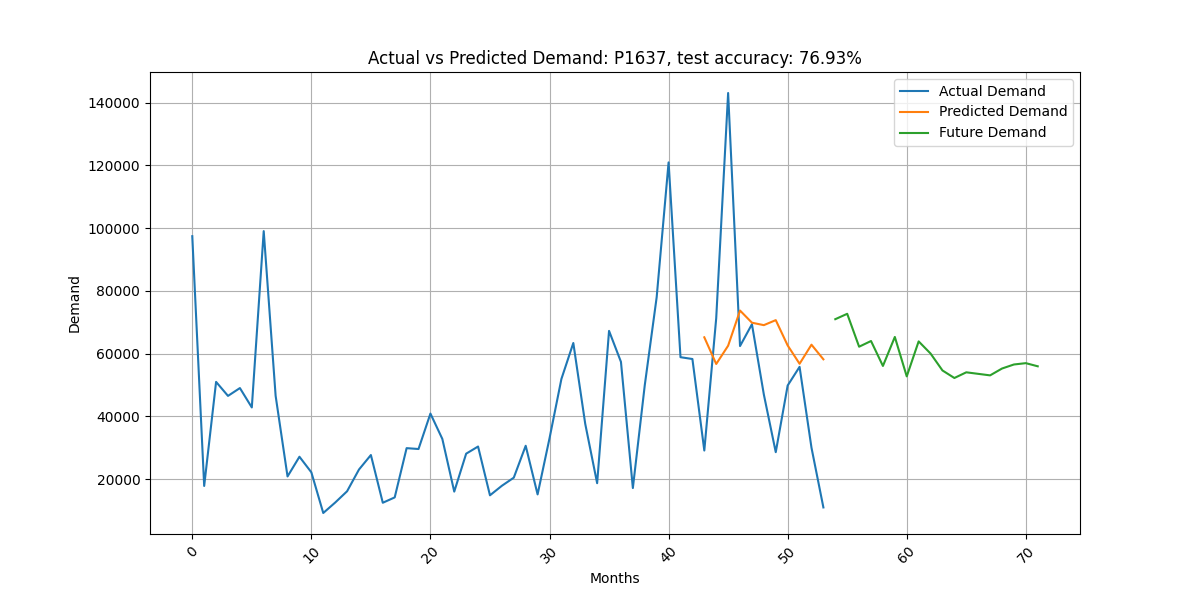 Actual vs Predicted Demand: P1637, test accuracy: 76.93%
Actual Demand
Predicted Demand
Future Demand
140000
120000
100000
80000
60000
40000
20000
Demand
0
10
20
30
40
50
60
70
Months